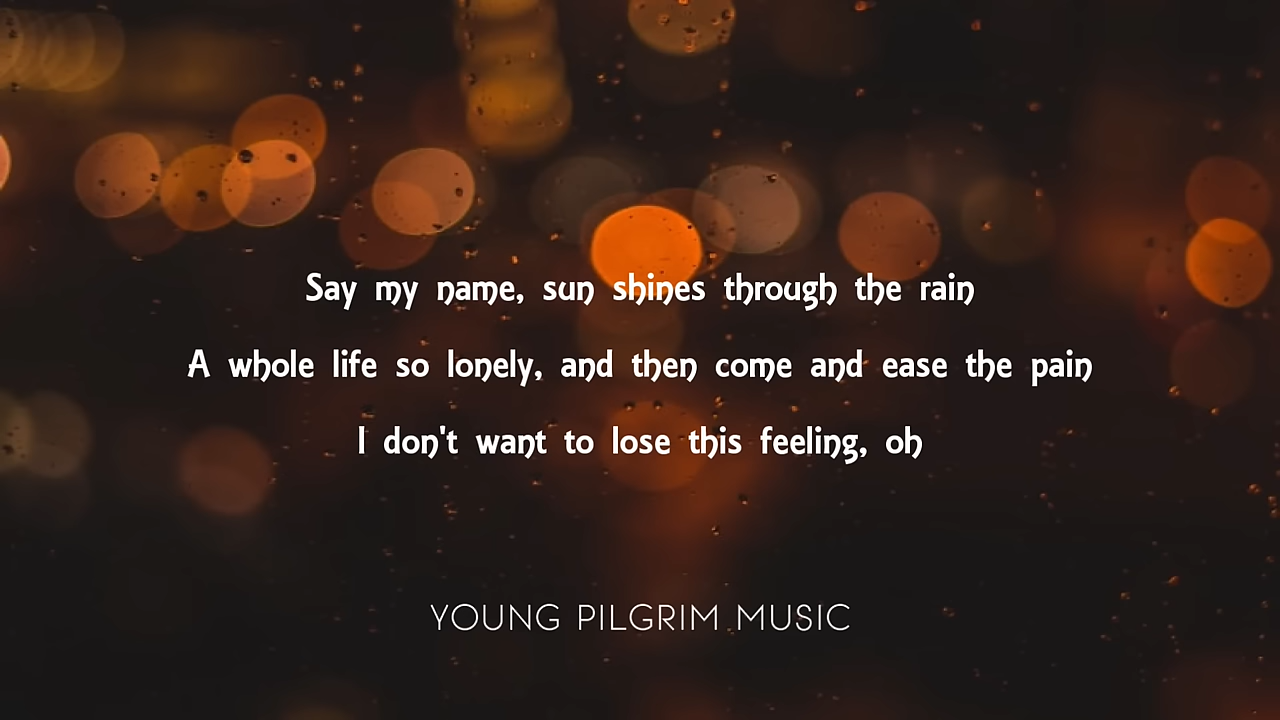 Say my name, sun shines through the rain
A whole life so lonely, and then come and ease the pain
I don't want to lose this feeling, oh
YOUNG PILGRIM MUSIC